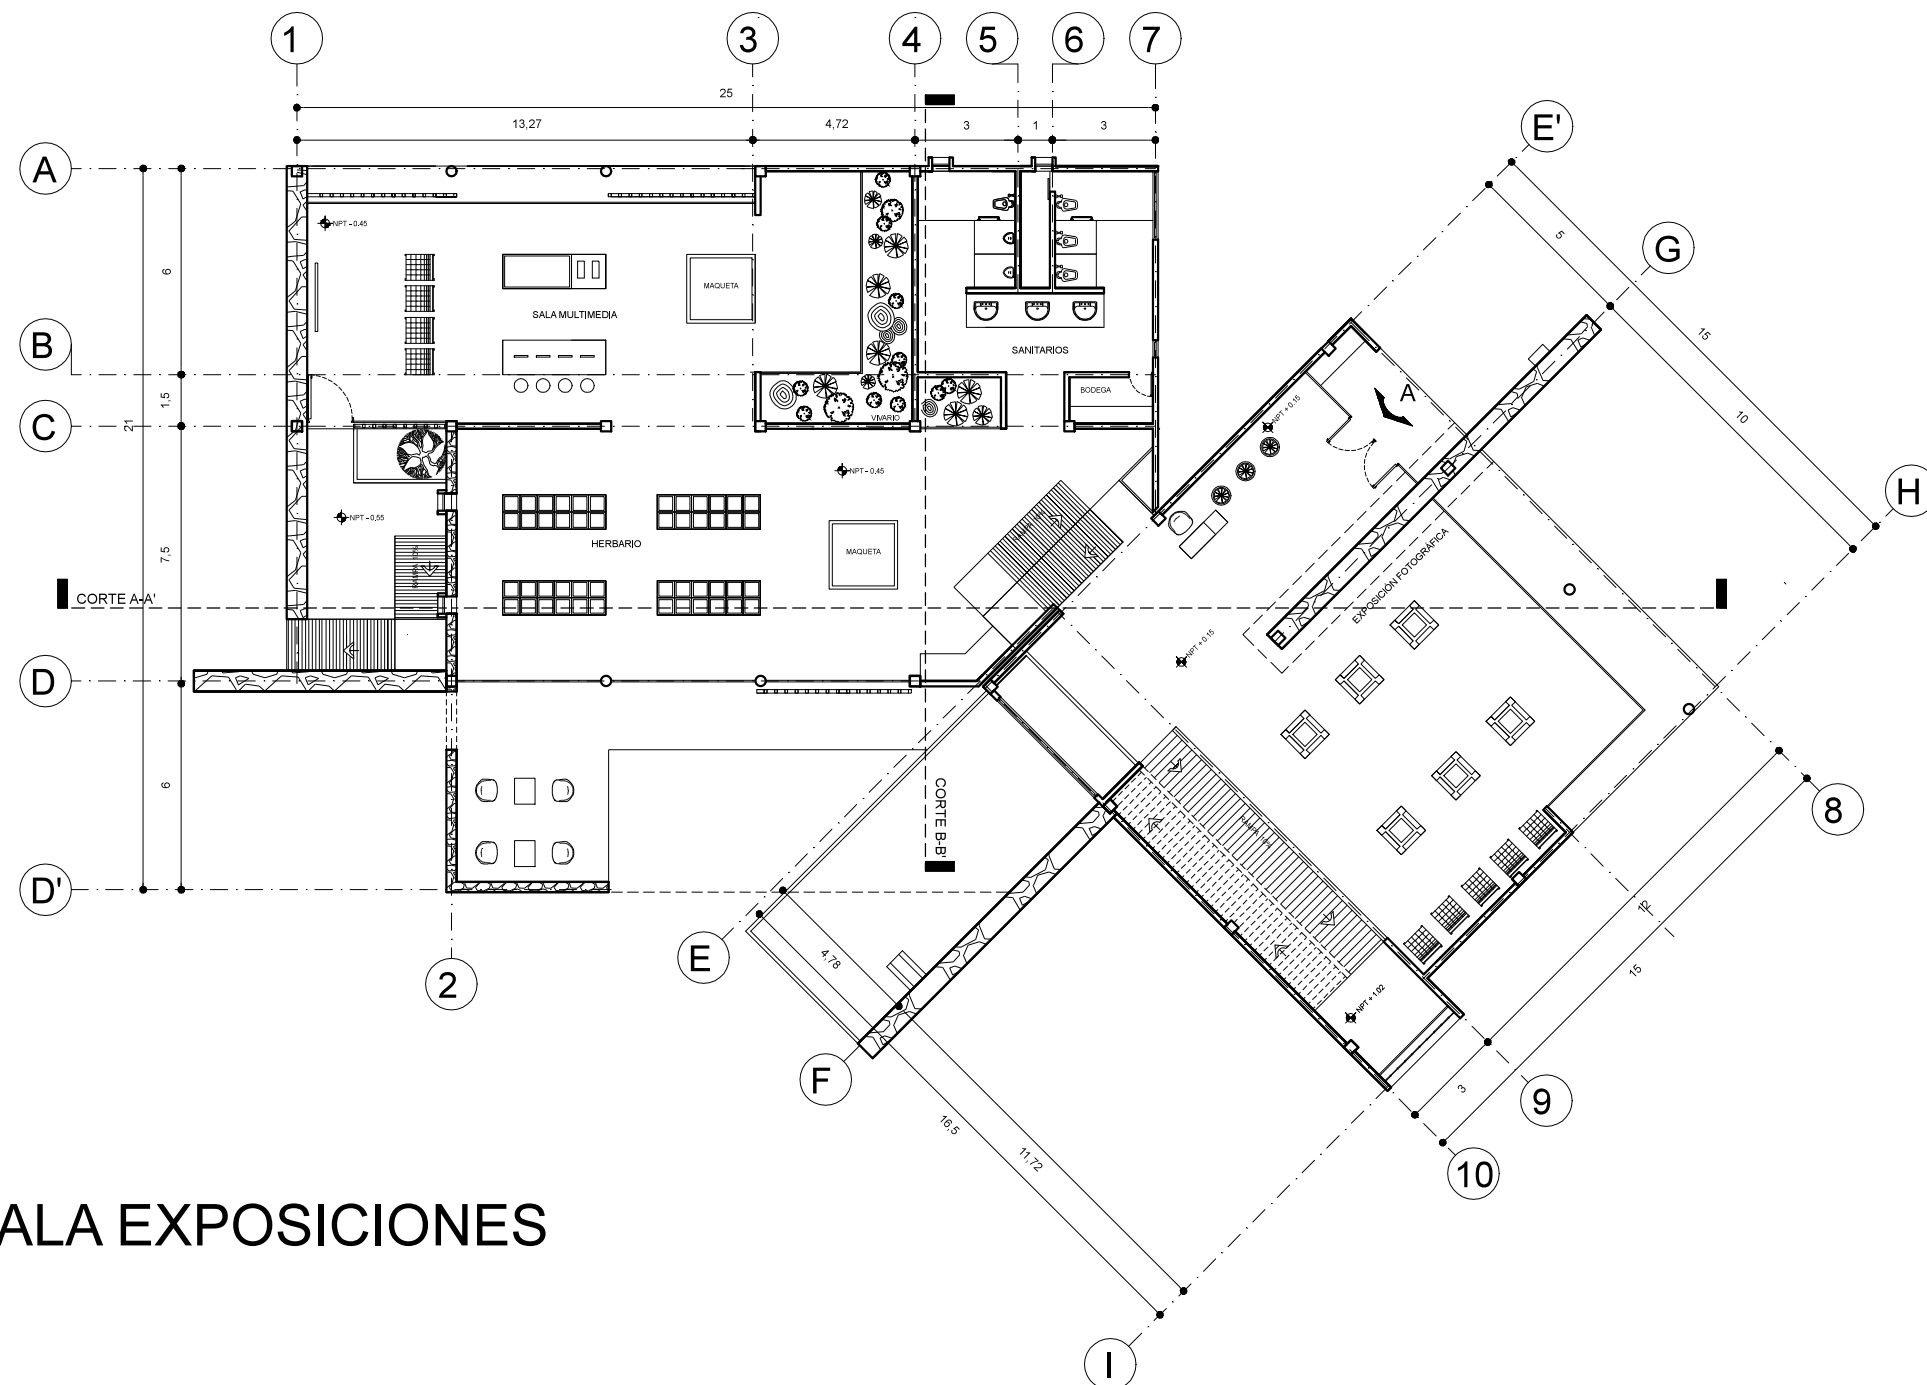 1
3
4
5
6
7
25
13,27
4,72
3
1
3
E'
A
G
5
NPT - 0.45
6
MAQUETA
SALA MULTIMEDIA
15
B
SANITARIOS
BODEGA
A
1,5
VIVARIO
10
C
21
NPT + 0.15
NPT - 0,45
H
NPT - 0,55
HERBARIO
MAQUETA
7,5
RAMPA 12%
EXPOSICIÓN FOTOGRÁFICA
CORTE A-A'
NPT + 0.15
D
6
CORTE B-B'
8
D'
12
E
4,78
15
2
NPT + 1.02
F
3
9
16,5
11,72
10
ALA EXPOSICIONES
I